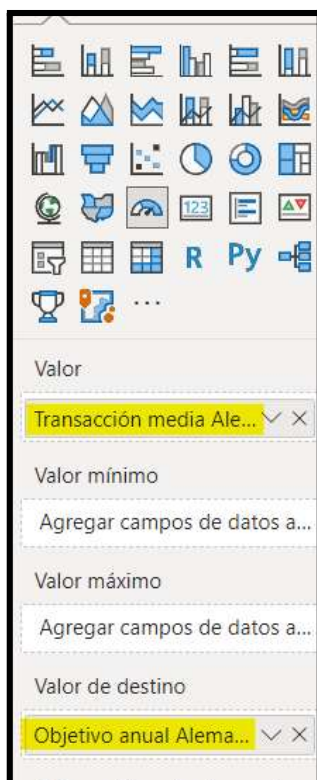 123
R Py
...
Valor
Transacción media Ale...
Valor mínimo
Agregar campos de datos a...
Valor máximo
Agregar campos de datos a...
Valor de destino
Objetivo anual Alema...